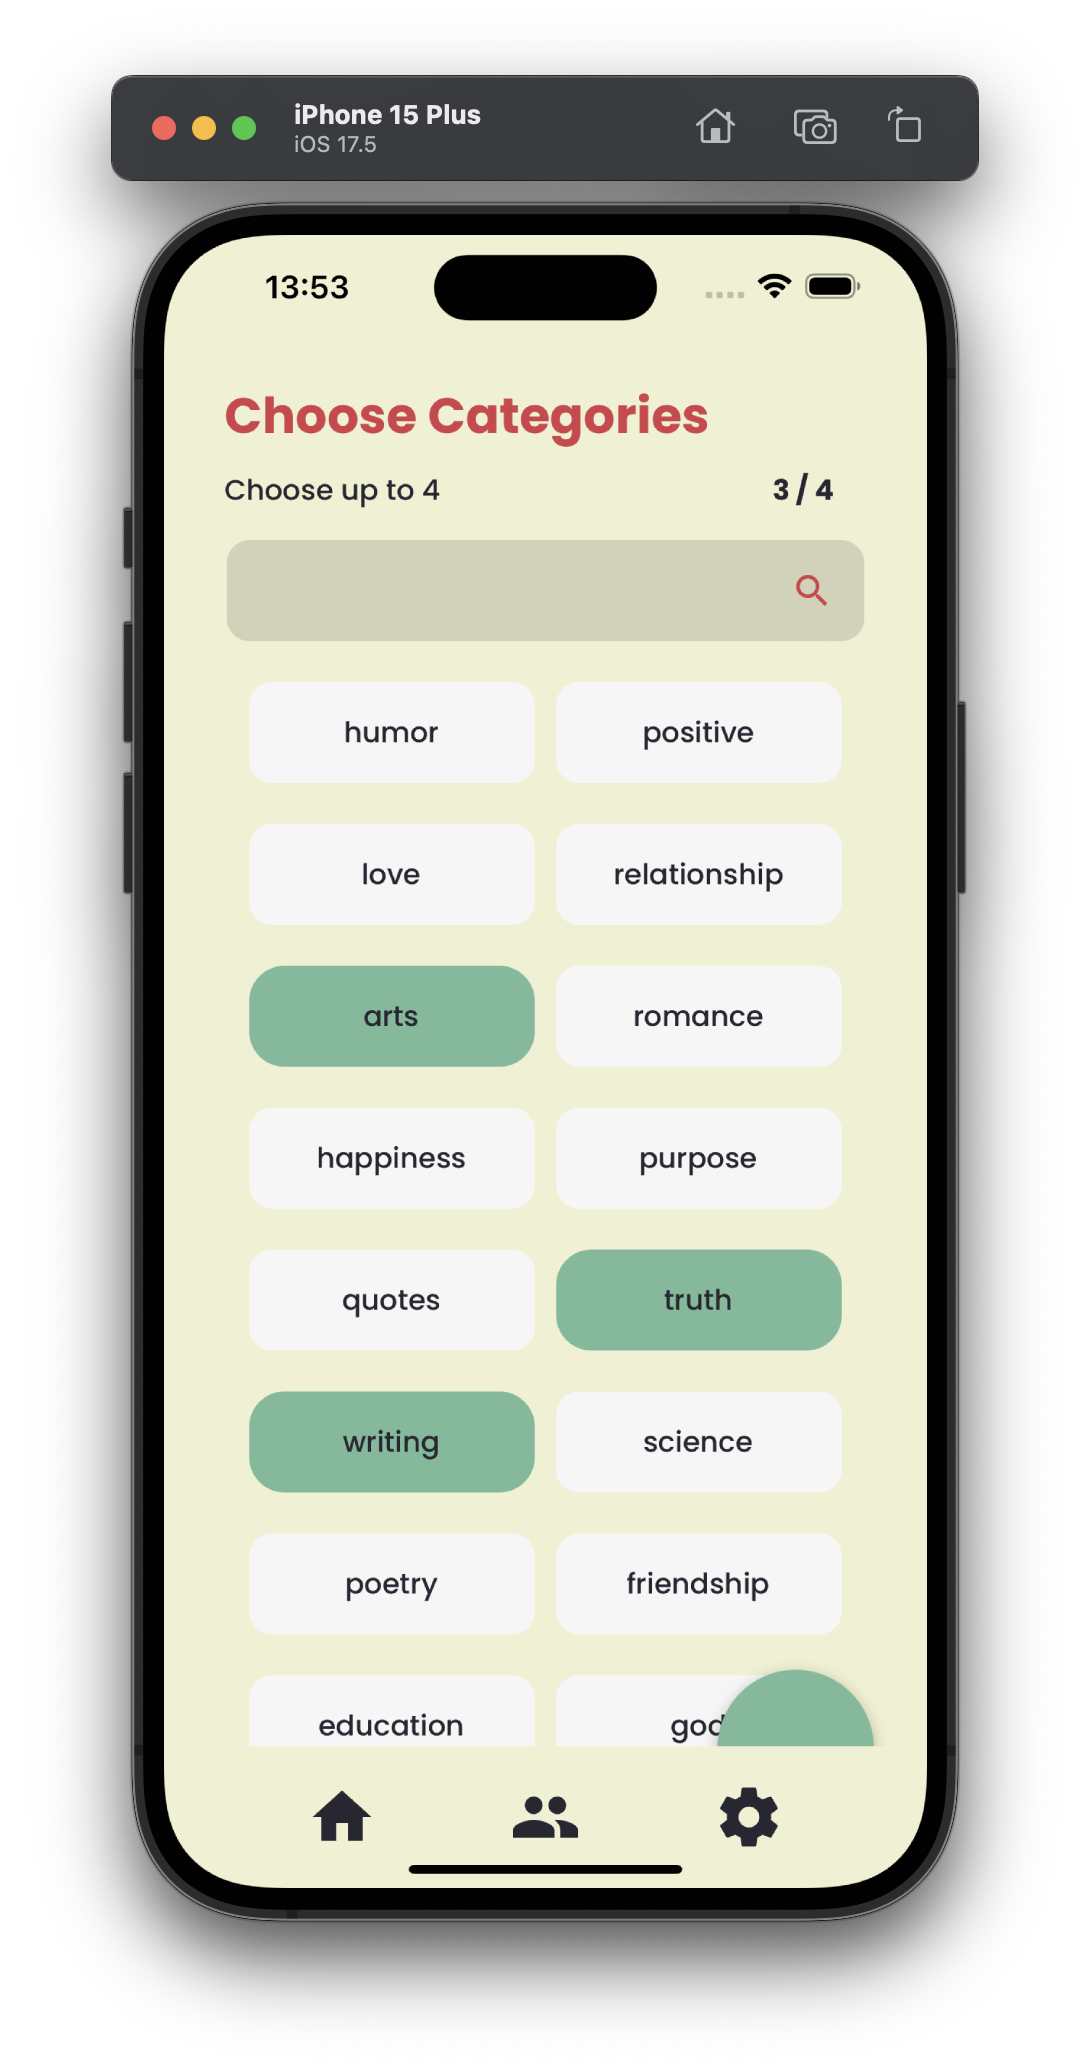 iPhone 15 Plus
iOS 17.5
13:53
Choose Categories
Choose up to 4
3 / 4
humor
positive
love
relationship
arts
romance
happiness
purpose
quotes
truth
writing
science
poetry
friendship
education
god